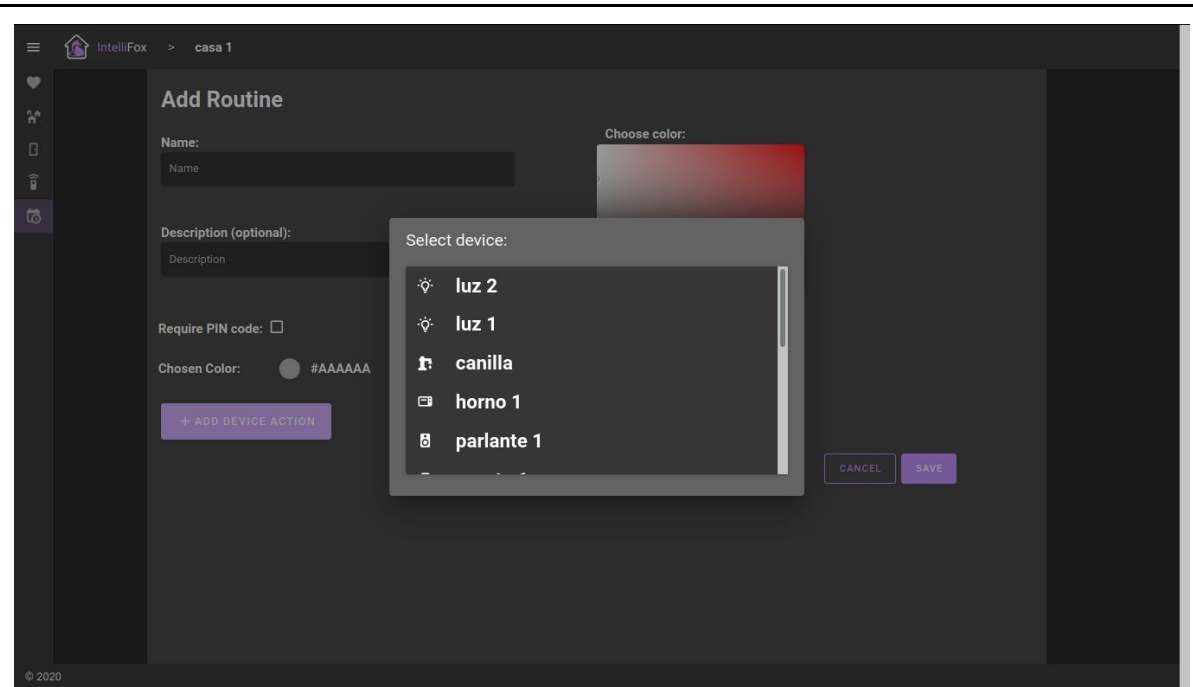 IntelliFox > casa 1
Add Routine
Name:
Name
Choose color:
Description (optional):
Description
Require PIN code:
Chosen Color: #AAAAAA
+ ADD DEVICE ACTION
Select device:
luz 2
luz 1
canilla
horno 1
parlante 1
CANCEL SAVE
© 2020